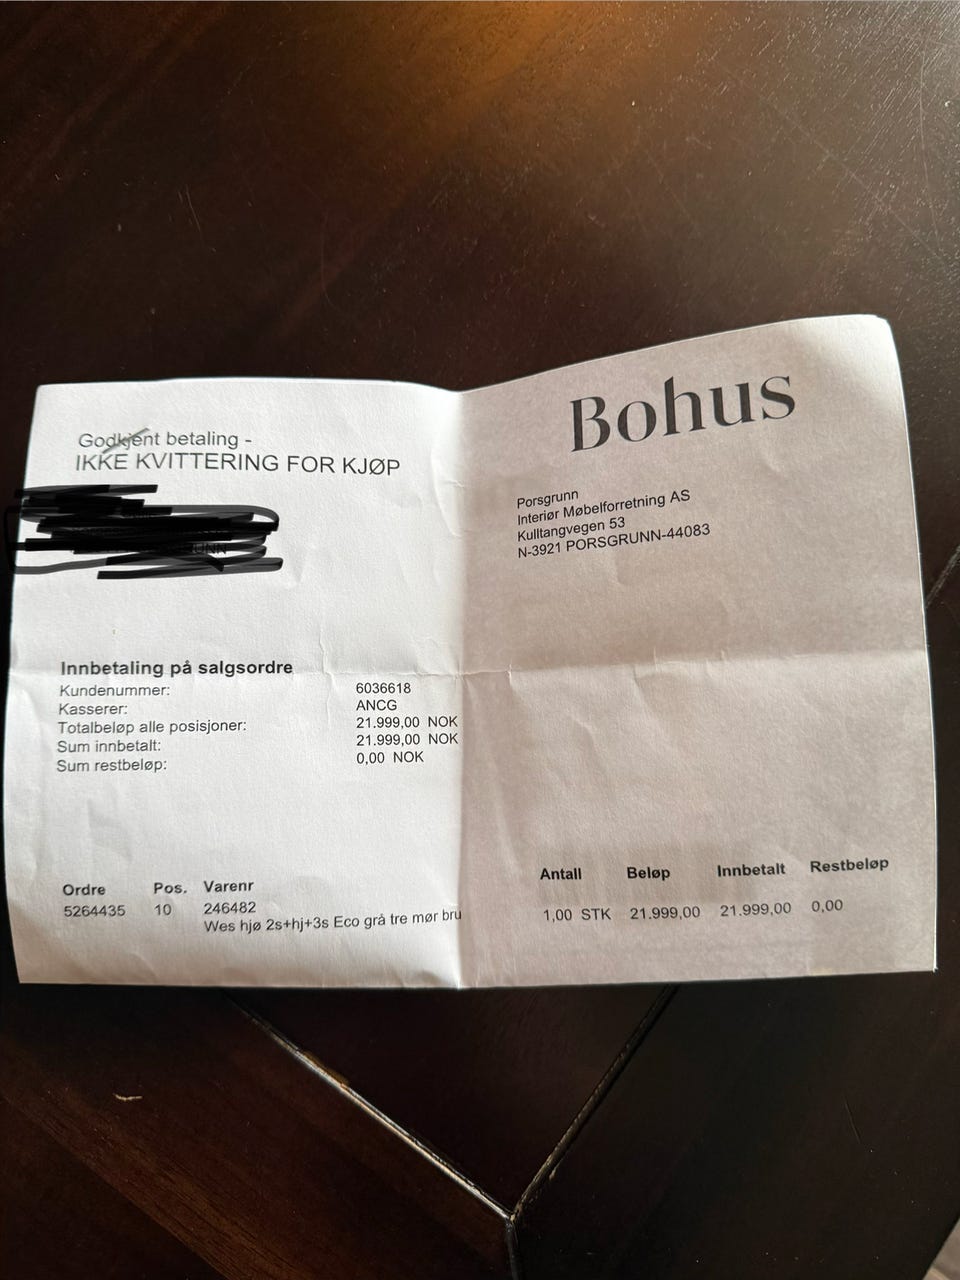 Bohus
Godkjent betaling -
IKKE KVITTERING FOR KJØP
Porsgrunn
Interiør Møbelforretning AS
Kulltangvegen 53
N-3921 PORSGRUNN-44083
Innbetaling på salgsordre
Kundenummer: 6036618
Kasserer: ANCG
Totalbeløp alle posisjoner: 21.999,00 NOK
Sum innbetalt: 21.999,00 NOK
Sum restbeløp: 0,00 NOK
Ordre Pos. Varenr Antall Beløp Innbetalt Restbeløp
5264435 10 246482 1,00 STK 21.999,00 21.999,00 0,00
Wes hjø 2s+hj+3s Eco grå tre mør bru